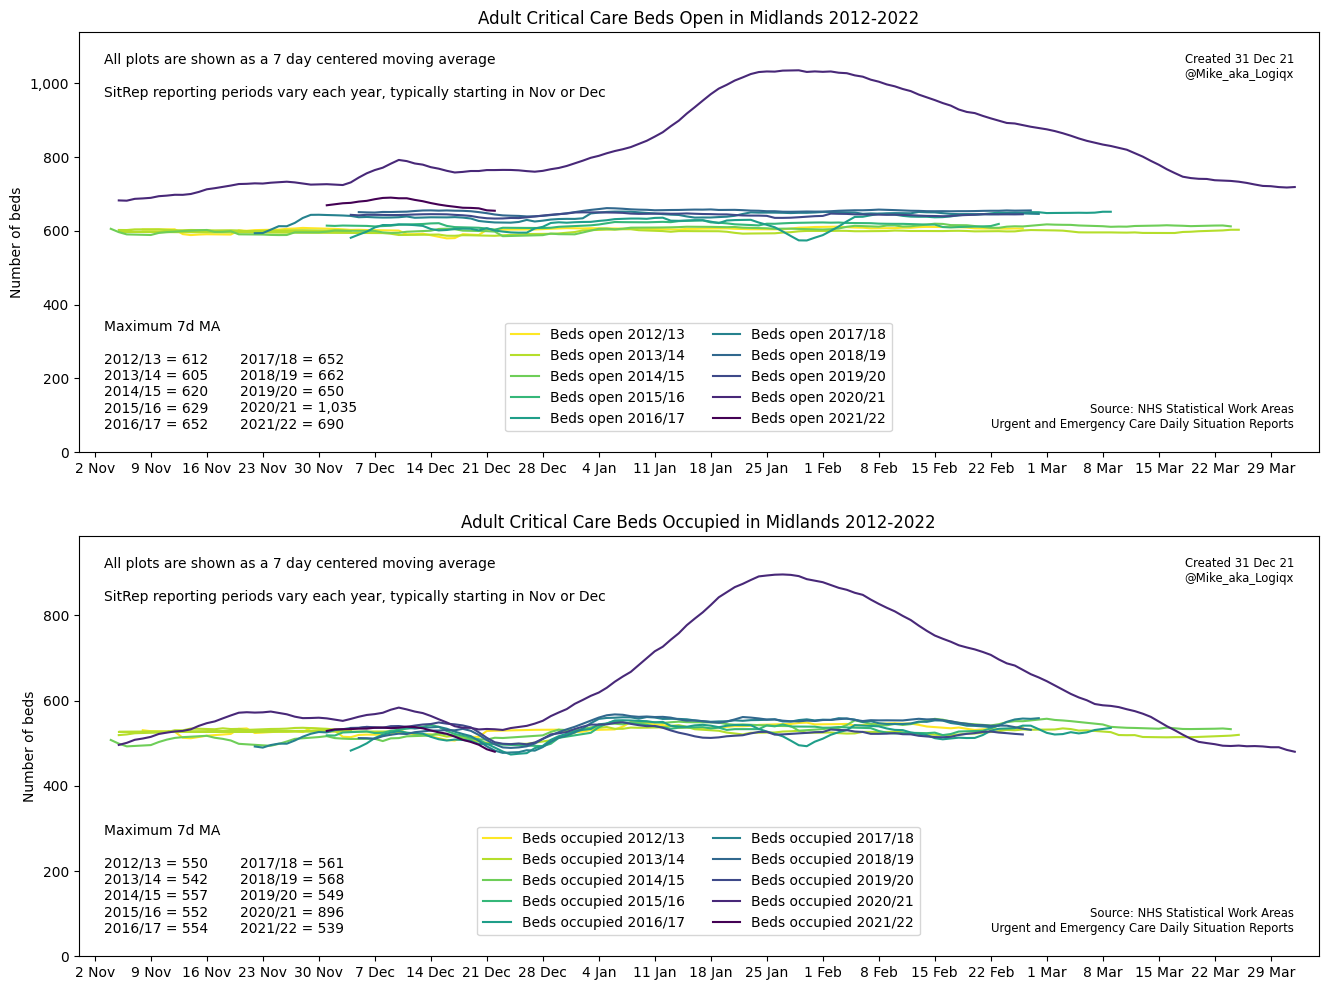 Adult Critical Care Beds Open in Midlands 2012-2022
All plots are shown as a 7 day centered moving average
Created 31 Dec 21
@Mike_aka_Logiqx
SitRep reporting periods vary each year, typically starting in Nov or Dec
Number of beds
1,000
800
600
400
200
0
Maximum 7d MA
2012/13 = 612 2017/18 = 652
2013/14 = 605 2018/19 = 662
2014/15 = 620 2019/20 = 650
2015/16 = 629 2020/21 = 1,035
2016/17 = 652 2021/22 = 690
Beds open 2012/13 Beds open 2017/18
Beds open 2013/14 Beds open 2018/19
Beds open 2014/15 Beds open 2019/20
Beds open 2015/16 Beds open 2020/21
Beds open 2016/17 Beds open 2021/22
Source: NHS Statistical Work Areas
Urgent and Emergency Care Daily Situation Reports
2 Nov 9 Nov 16 Nov 23 Nov 30 Nov 7 Dec 14 Dec 21 Dec 28 Dec 4 Jan 11 Jan 18 Jan 25 Jan 1 Feb 8 Feb 15 Feb 22 Feb 1 Mar 8 Mar 15 Mar 22 Mar 29 Mar
Adult Critical Care Beds Occupied in Midlands 2012-2022
All plots are shown as a 7 day centered moving average
Created 31 Dec 21
@Mike_aka_Logiqx
SitRep reporting periods vary each year, typically starting in Nov or Dec
Number of beds
800
600
400
200
0
Maximum 7d MA
2012/13 = 550 2017/18 = 561
2013/14 = 542 2018/19 = 568
2014/15 = 557 2019/20 = 549
2015/16 = 552 2020/21 = 896
2016/17 = 554 2021/22 = 539
Beds occupied 2012/13 Beds occupied 2017/18
Beds occupied 2013/14 Beds occupied 2018/19
Beds occupied 2014/15 Beds occupied 2019/20
Beds occupied 2015/16 Beds occupied 2020/21
Beds occupied 2016/17 Beds occupied 2021/22
Source: NHS Statistical Work Areas
Urgent and Emergency Care Daily Situation Reports
2 Nov 9 Nov 16 Nov 23 Nov 30 Nov 7 Dec 14 Dec 21 Dec 28 Dec 4 Jan 11 Jan 18 Jan 25 Jan 1 Feb 8 Feb 15 Feb 22 Feb 1 Mar 8 Mar 15 Mar 22 Mar 29 Mar